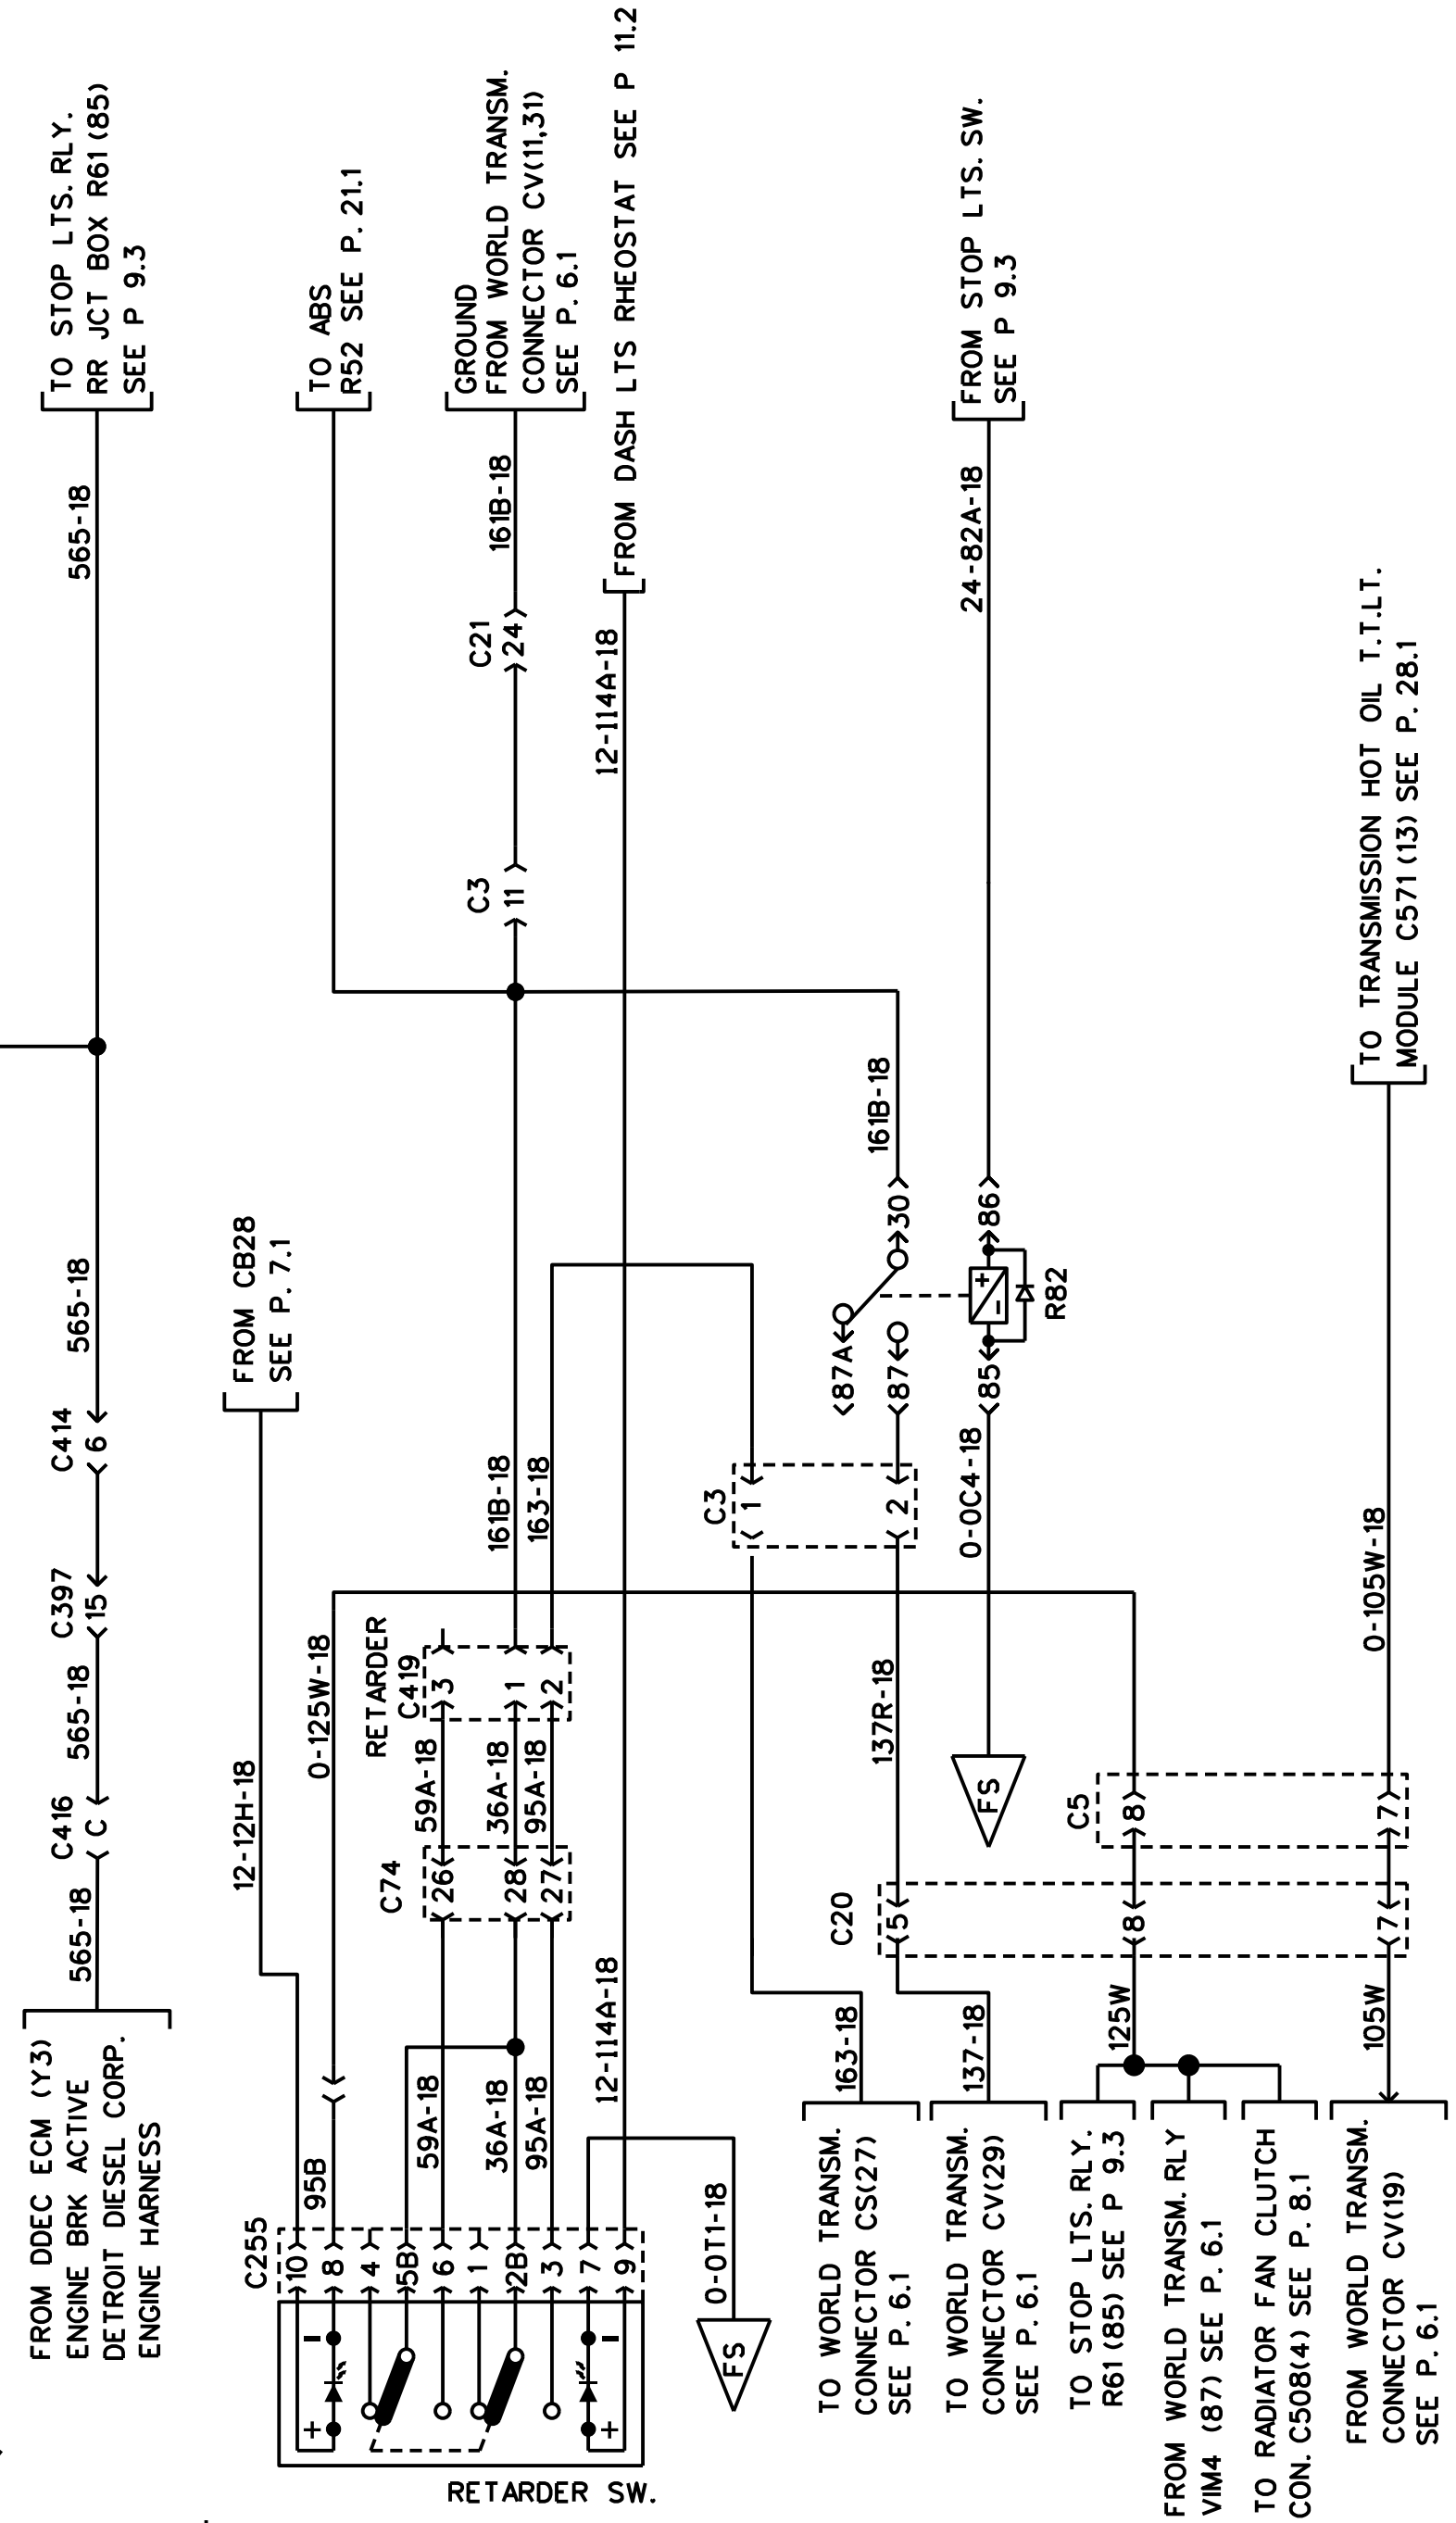 TO STOP LTS. RLY.
RR JCT BOX R61(85)
SEE P 9.3
565-18
565-18
C414
6
C397
15
565-18
C416
C
565-18
FROM DDEC ECM (Y3)
ENGINE BRK ACTIVE
DETROIT DIESEL CORP.
ENGINE HARNESS
TO ABS
R52 SEE P. 21.1
FROM CB28
SEE P. 7.1
12-12H-18
0-125W-18
95B
GROUND
FROM WORLD TRANSM.
CONNECTOR CV(11,31)
SEE P. 6.1
161B-18
C21
24
C3
11
161B-18
163-18
RETARDER
C419
3
1
2
59A-18
36A-18
95A-18
C74
26
28
27
59A-18
36A-18
95A-18
FROM DASH LTS RHEOSTAT SEE P 11.2
12-114A-18
12-114A-18
C255
10
8
4
5B
6
1
2B
3
7
9
- + - +
RETARDER SW.
0-0T1-18
FS
FROM STOP LTS. SW.
SEE P 9.3
24-82A-18
161B-18
30
86
87A
87
85
+ -
R82
C3
1
2
0-0C4-18
FS
137R-18
C5
8
7
C20
5
8
7
163-18
137-18
125W
105W
0-105W-18
TO TRANSMISSION HOT OIL T.T.LT.
MODULE C571(13) SEE P. 28.1
TO WORLD TRANSM.
CONNECTOR CS(27)
SEE P. 6.1
TO WORLD TRANSM.
CONNECTOR CV(29)
SEE P. 6.1
TO STOP LTS. RLY.
R61(85) SEE P 9.3
FROM WORLD TRANSM. RLY
VIM4 (87) SEE P. 6.1
TO RADIATOR FAN CLUTCH
CON. C508(4) SEE P. 8.1
FROM WORLD TRANSM.
CONNECTOR CV(19)
SEE P. 6.1